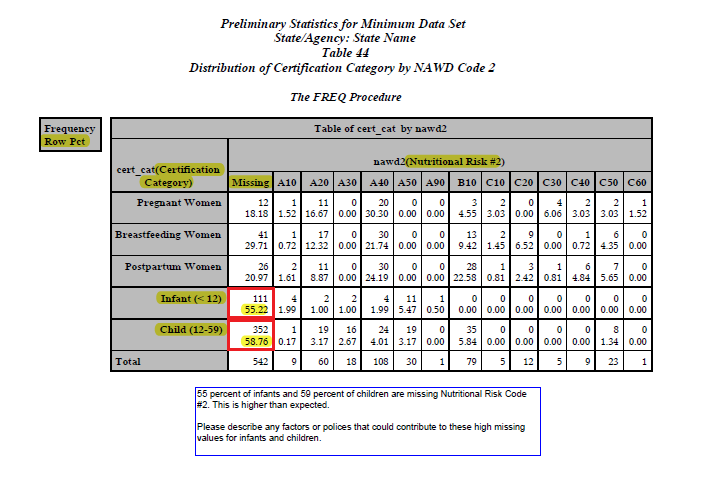 Preliminary Statistics for Minimum Data Set
State/Agency: State Name
Table 44
Distribution of Certification Category by NAWD Code 2
The FREQ Procedure
Frequency
Row Pct
Table of cert_cat by nawd2
cert_cat(Certification Category)
nawd2(Nutritional Risk #2)
Missing A10 A20 A30 A40 A50 A90 B10 C10 C20 C30 C40 C50 C60
Pregnant Women 12 1 11 0 20 0 0 3 2 0 4 2 2 1
18.18 1.52 16.67 0.00 30.30 0.00 0.00 4.55 3.03 0.00 6.06 3.03 3.03 1.52
Breastfeeding Women 41 1 17 0 30 0 0 13 2 9 0 1 6 0
29.71 0.72 12.32 0.00 21.74 0.00 0.00 9.42 1.45 6.52 0.00 0.72 4.35 0.00
Postpartum Women 26 2 11 0 30 0 0 28 1 3 1 6 7 0
20.97 1.61 8.87 0.00 24.19 0.00 0.00 22.58 0.81 2.42 0.81 4.84 5.65 0.00
Infant (< 12) 111 4 2 2 4 11 1 0 0 0 0 0 0 0
55.22 1.99 1.00 1.00 1.99 5.47 0.50 0.00 0.00 0.00 0.00 0.00 0.00 0.00
Child (12-59) 352 1 19 16 24 19 0 35 0 0 0 0 8 0
58.76 0.17 3.17 2.67 4.01 3.17 0.00 5.84 0.00 0.00 0.00 0.00 1.34 0.00
Total 542 9 60 18 108 30 1 79 5 12 5 9 23 1
55 percent of infants and 59 percent of children are missing Nutritional Risk Code
#2. This is higher than expected.
Please describe any factors or polices that could contribute to these high missing
values for infants and children.